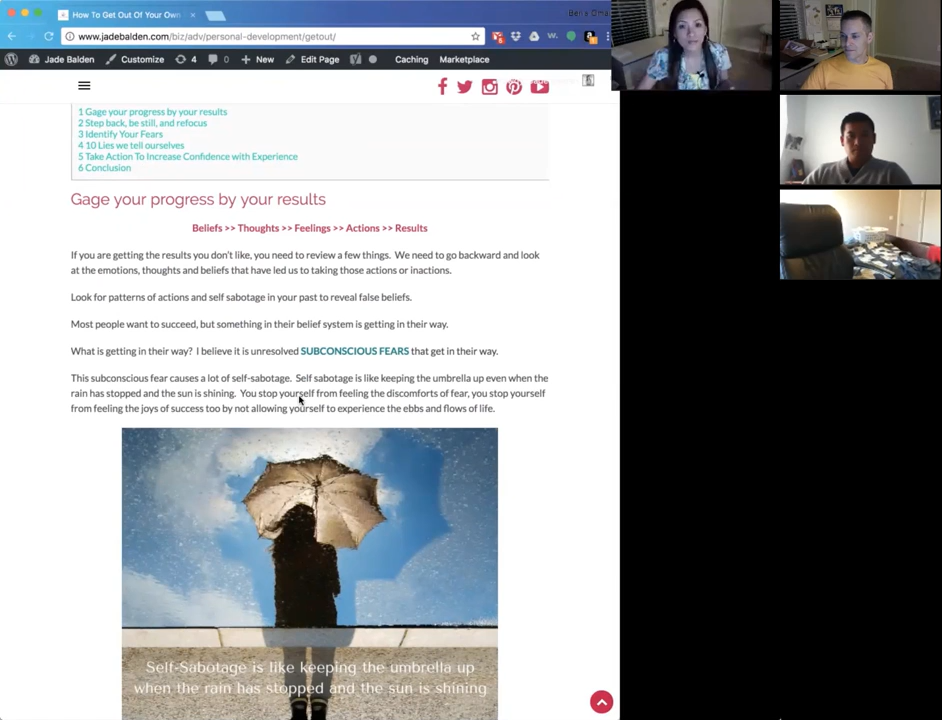 How To Get Out Of Your Own
www.jadebalden.com/biz/adv/personal-development/getout/
Jade Balden Customize 4 0 New Edit Page Caching Marketplace
1 Gage your progress by your results
2 Step back, be still, and refocus
3 Identify Your Fears
4 10 Lies we tell ourselves
5 Take Action To Increase Confidence with Experience
6 Conclusion
Gage your progress by your results
Beliefs >> Thoughts >> Feelings >> Actions >> Results
If you are getting the results you don't like, you need to review a few things. We need to go backward and look
at the emotions, thoughts and beliefs that have led us to taking those actions or inactions.
Look for patterns of actions and self sabotage in your past to reveal false beliefs.
Most people want to succeed, but something in their belief system is getting in their way.
What is getting in their way? I believe it is unresolved SUBCONSCIOUS FEARS that get in their way.
This subconscious fear causes a lot of self-sabotage. Self sabotage is like keeping the umbrella up even when the
rain has stopped and the sun is shining. You stop yourself from feeling the discomforts of fear, you stop yourself
from feeling the joys of success too by not allowing yourself to experience the ebbs and flows of life.
Self-Sabotage is like keeping the umbrella up
when the rain has stopped and the sun is shining